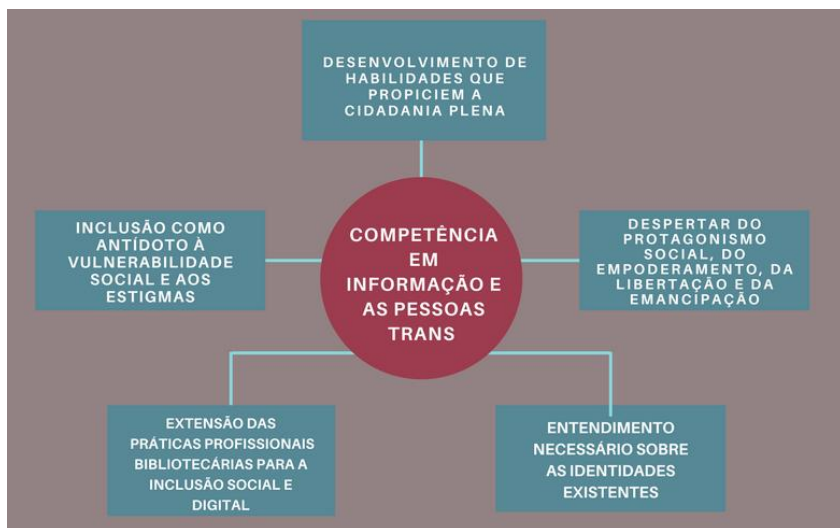 DESENVOLVIMENTO DE
HABILIDADES QUE
PROPICIEM A
CIDADANIA PLENA
INCLUSÃO COMO
ANTÍDOTO À
VULNERABILIDADE
SOCIAL E AOS
ESTIGMAS
COMPETÊNCIA
EM
INFORMAÇÃO E
AS PESSOAS
TRANS
DESPERTAR DO
PROTAGONISMO
SOCIAL, DO
EMPODERAMENTO, DA
LIBERTAÇÃO E DA
EMANCIPAÇÃO
EXTENSÃO DAS
PRÁTICAS PROFISSIONAIS
BIBLIOTECÁRIAS PARA A
INCLUSÃO SOCIAL E
DIGITAL
ENTENDIMENTO
NECESSÁRIO SOBRE
AS IDENTIDADES
EXISTENTES